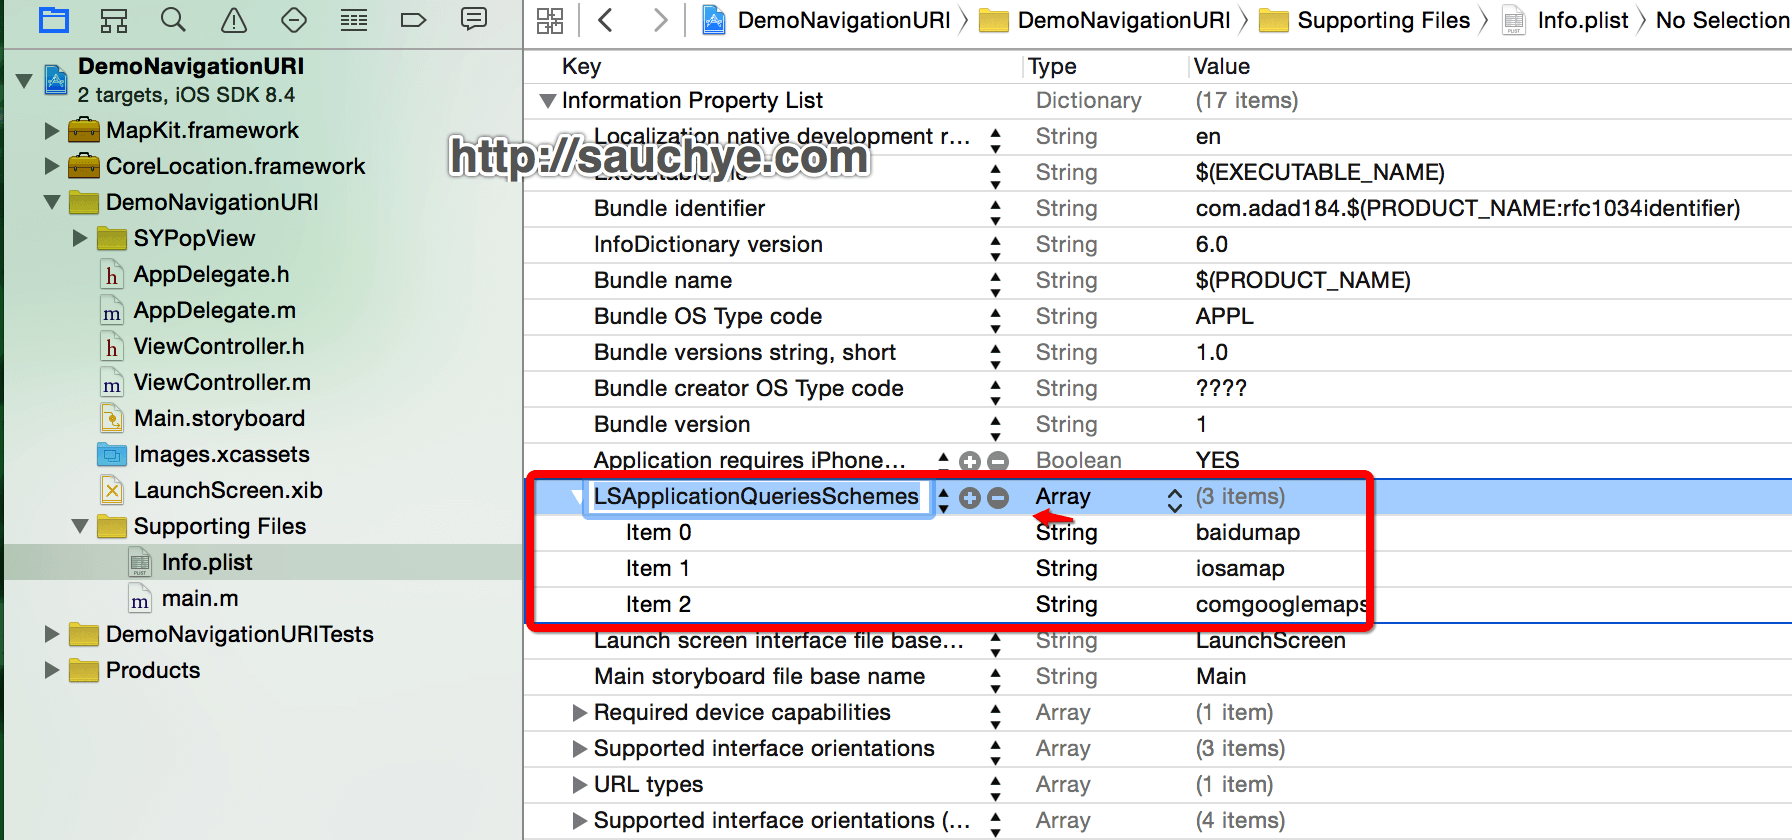 DemoNavigationURI DemoNavigationURI Supporting Files Info.plist No Selection
DemoNavigationURI
2 targets, iOS SDK 8.4
MapKit.framework
CoreLocation.framework
DemoNavigationURI
SYPopView
h AppDelegate.h
m AppDelegate.m
h ViewController.h
m ViewController.m
Main.storyboard
Images.xcassets
LaunchScreen.xib
Supporting Files
PLIST Info.plist
m main.m
DemoNavigationURITests
Products
Key Type Value
Information Property List Dictionary (17 items)
Localization native development r... String en
http://sauchye.com
String $(EXECUTABLE_NAME)
Bundle identifier String com.adad184.$(PRODUCT_NAME:rfc1034identifier)
InfoDictionary version String 6.0
Bundle name String $(PRODUCT_NAME)
Bundle OS Type code String APPL
Bundle versions string, short String 1.0
Bundle creator OS Type code String ????
Bundle version String 1
Application requires iPhone... Boolean YES
LSApplicationQueriesSchemes Array (3 items)
Item 0 String baidumap
Item 1 String iosamap
Item 2 String comgooglemaps
Launch screen interface file base... String LaunchScreen
Main storyboard file base name String Main
Required device capabilities Array (1 item)
Supported interface orientations Array (3 items)
URL types Array (1 item)
Supported interface orientations (... Array (4 items)